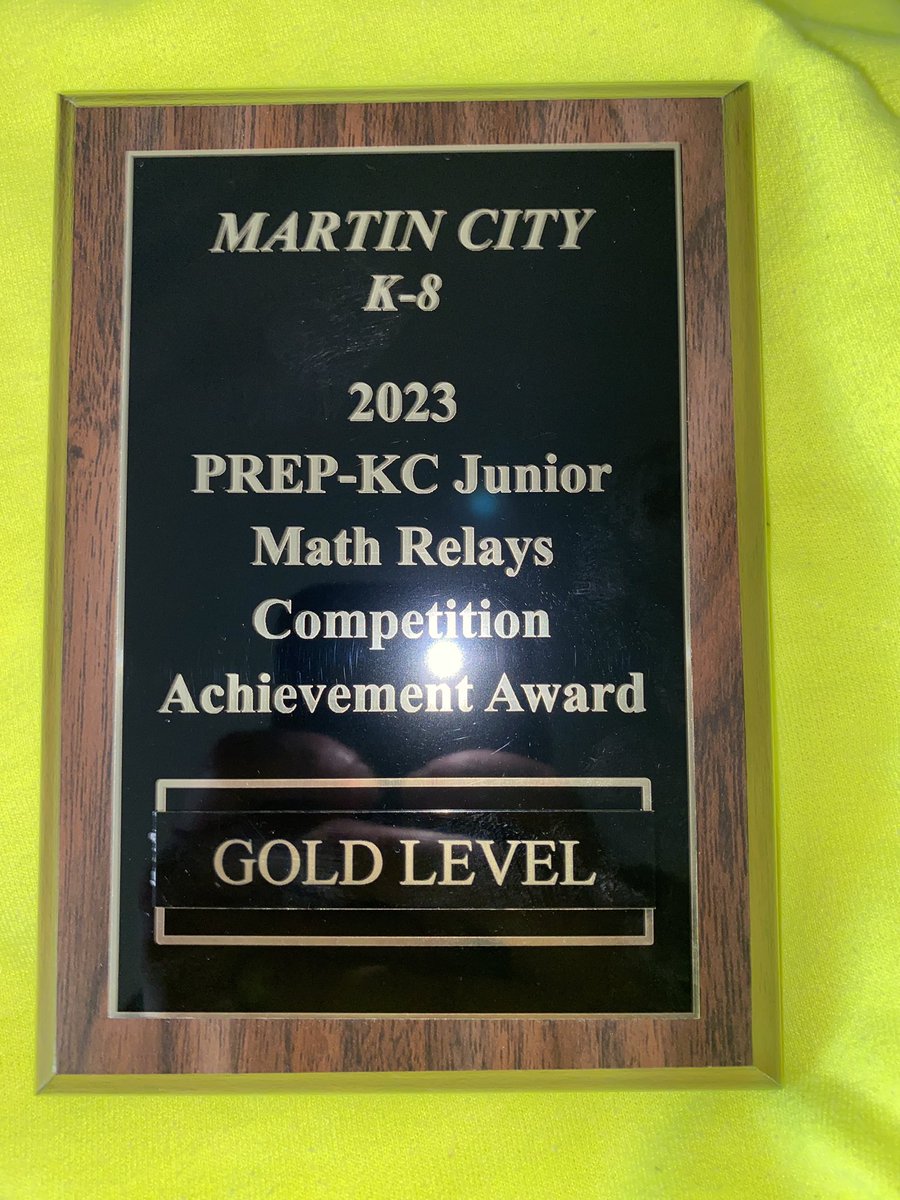 MARTIN CITY
K-8
2023
PREP-KC Junior
Math Relays
Competition
Achievement Award
GOLD LEVEL